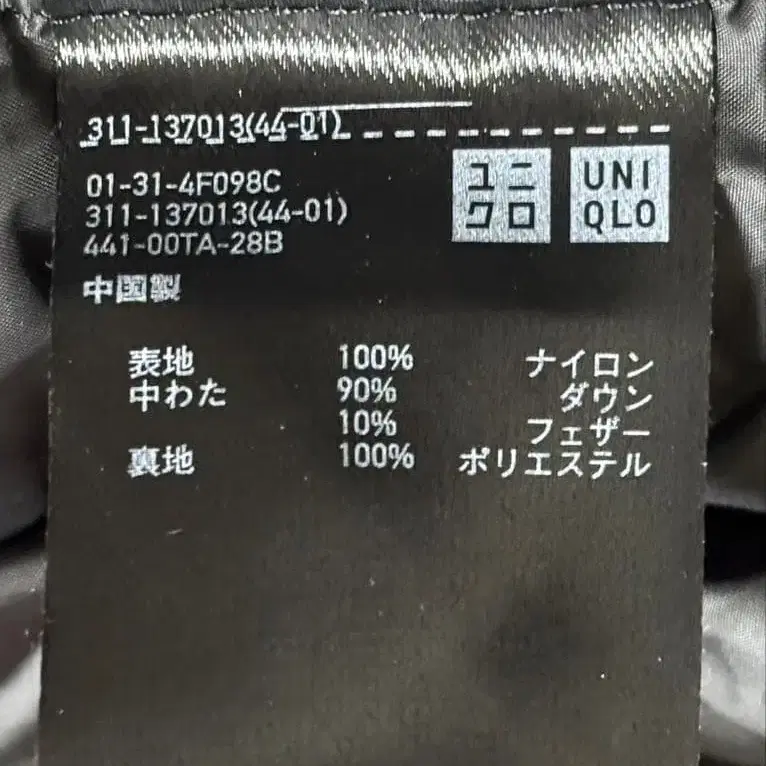 311-137013(44-01)
01-31-4F098C
311-137013(44-01)
441-00TA-28B
中国製
ユニ
クロ
UNI
QLO
表地 100% ナイロン
中わた 90% ダウン
10% フェザー
裏地 100% ポリエステル